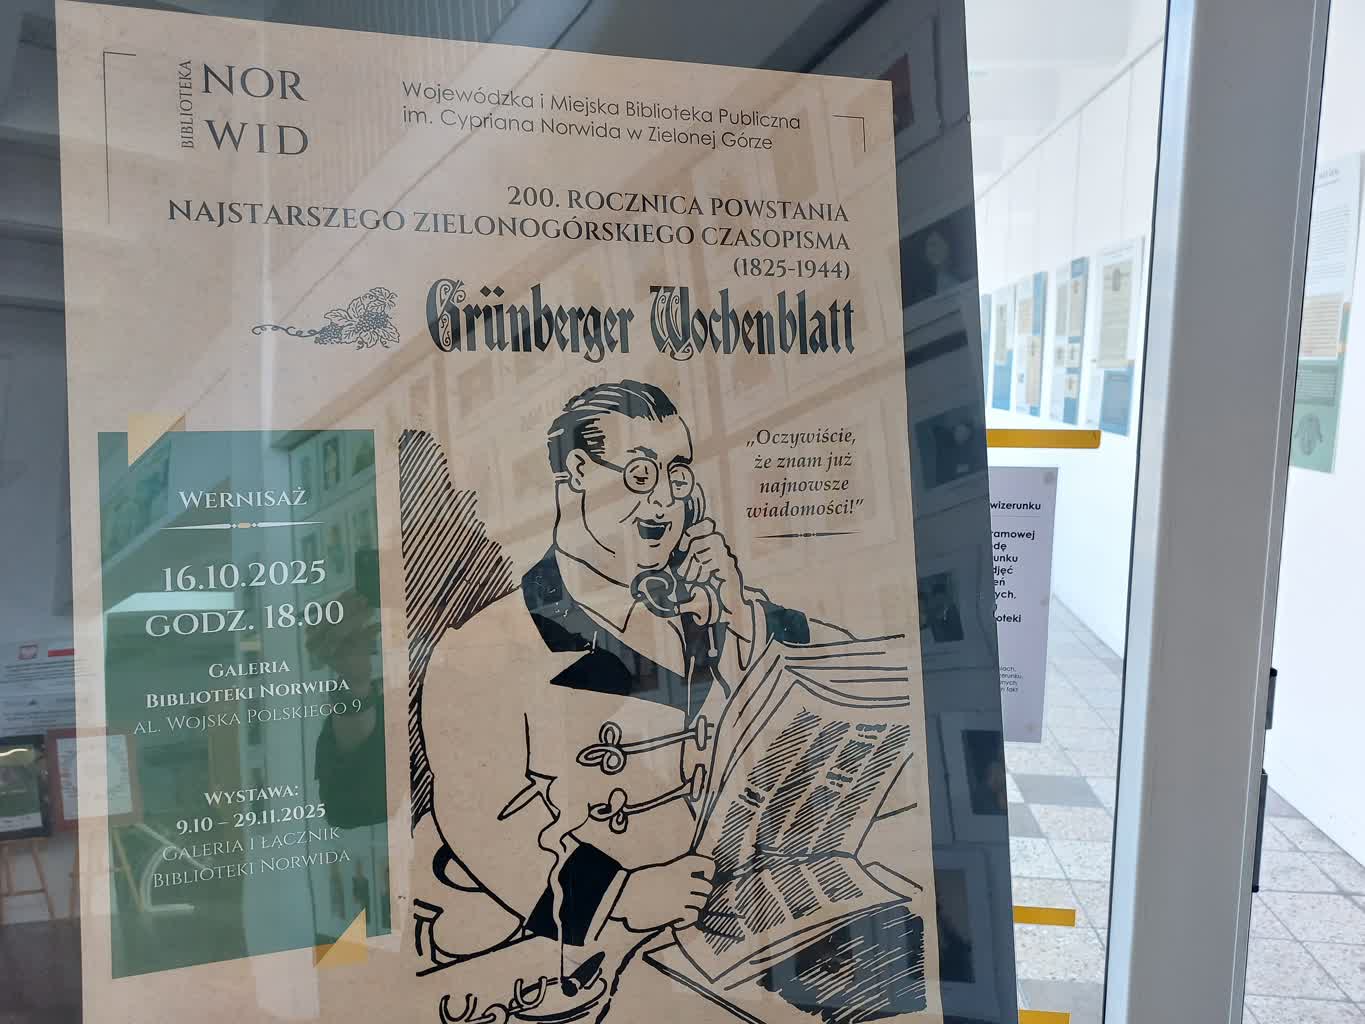 BIBLIOTEKA
NOR
WID
Wojewódzka i Miejska Biblioteka Publiczna
im. Cypriana Norwida w Zielonej Górze
200. ROCZNICA POWSTANIA
NAJSTARSZEGO ZIELONOGÓRSKIEGO CZASOPISMA
(1825-1944)
Grünberger Wochenblatt
„Oczywiście,
że znam już
najnowsze
wiadomości!”
WERNISAŻ
16.10.2025
GODZ. 18.00
GALERIA
BIBLIOTEKI NORWIDA
AL. WOJSKA POLSKIEGO 9
WYSTAWA:
9.10 – 29.11.2025
GALERIA I ŁĄCZNIK
BIBLIOTEKI NORWIDA
wizerunku